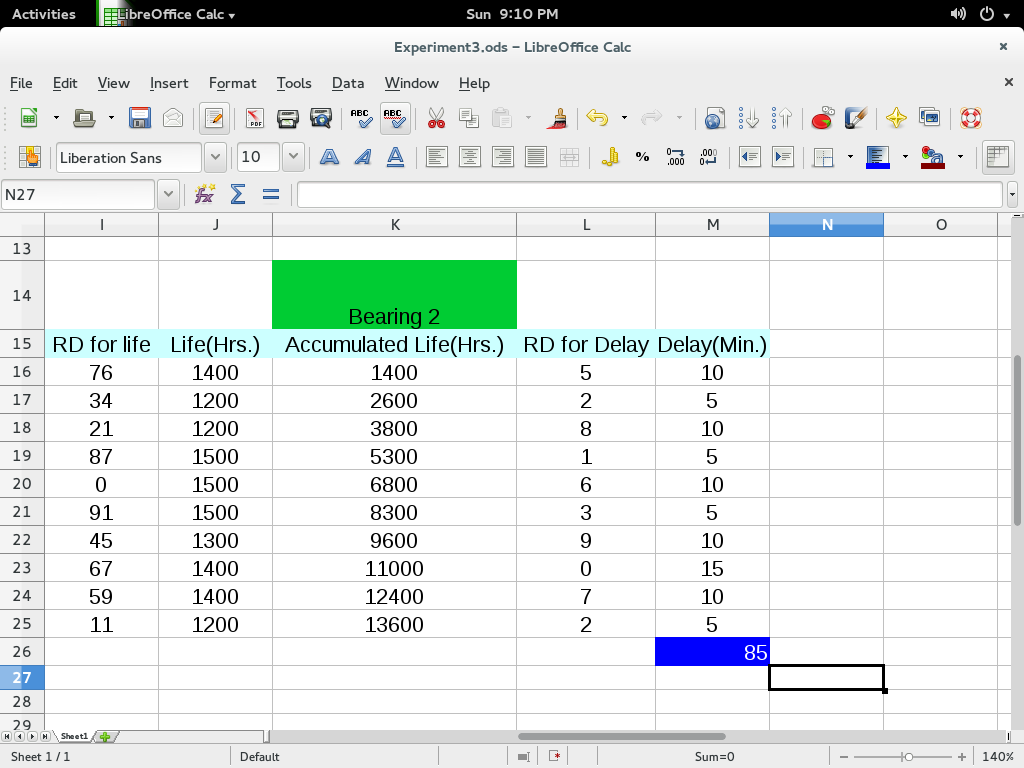 Activities LibreOffice Calc Sun 9:10 PM
Experiment3.ods – LibreOffice Calc
File Edit View Insert Format Tools Data Window Help
Liberation Sans 10
N27
I J K L M N O
13
14 Bearing 2
15 RD for life Life(Hrs.) Accumulated Life(Hrs.) RD for Delay Delay(Min.)
16 76 1400 1400 5 10
17 34 1200 2600 2 5
18 21 1200 3800 8 10
19 87 1500 5300 1 5
20 0 1500 6800 6 10
21 91 1500 8300 3 5
22 45 1300 9600 9 10
23 67 1400 11000 0 15
24 59 1400 12400 7 10
25 11 1200 13600 2 5
26 85
27
28
29
Sheet1
Sheet 1 / 1 Default Sum=0 140%